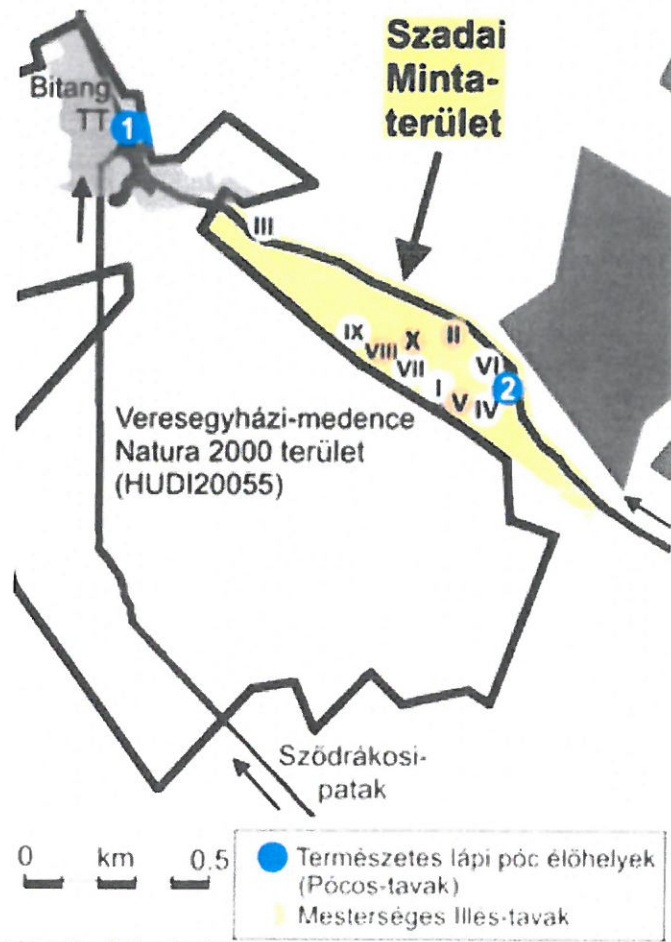 Szadai
Minta-
terület
Bitang
TT
1
III
IX
VIII
X
VII
II
VI
I
V
IV
2
Veresegyházi-medence
Natura 2000 terület
(HUDI20055)
Sződrákosi-
patak
0 km 0.5
Természetes lápi póc élőhelyek
(Pócos-tavak)
Mesterséges Illés-tavak